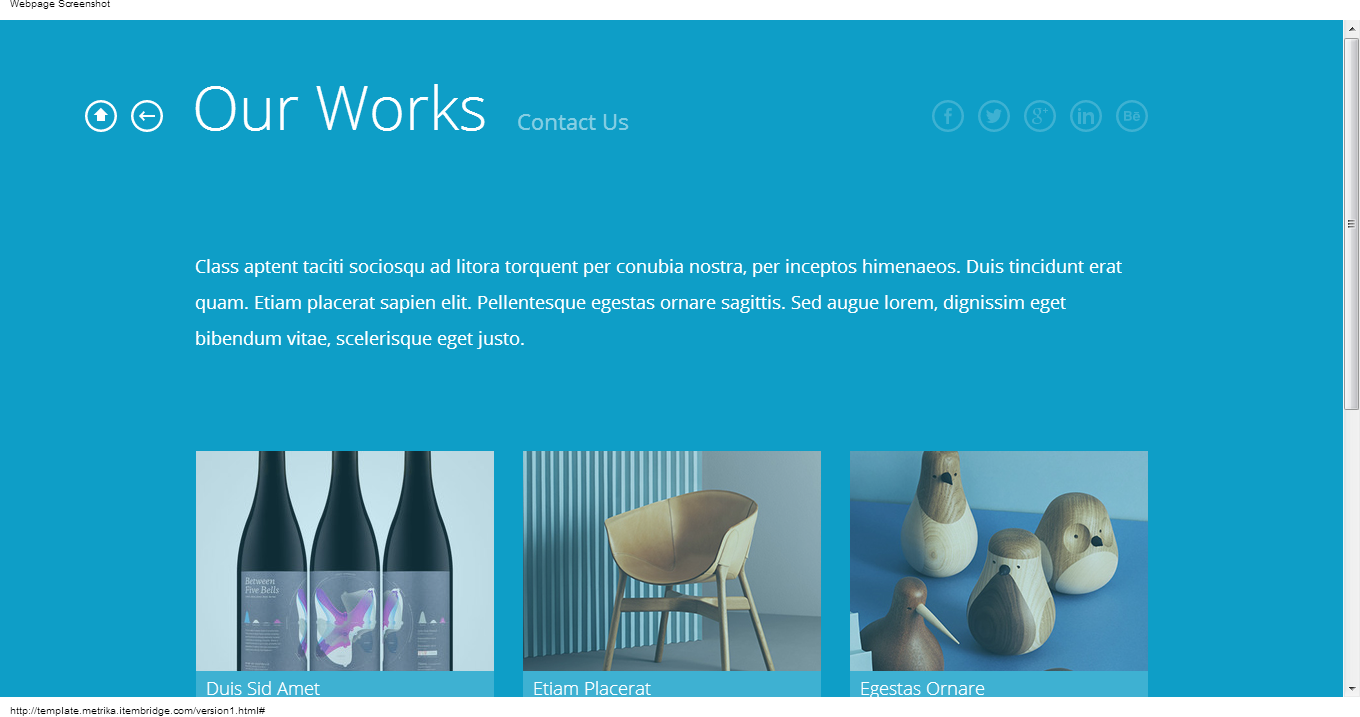 Webpage Screenshot
Our Works
Contact Us
Class aptent taciti sociosqu ad litora torquent per conubia nostra, per inceptos himenaeos. Duis tincidunt erat
quam. Etiam placerat sapien elit. Pellentesque egestas ornare sagittis. Sed augue lorem, dignissim eget
bibendum vitae, scelerisque eget justo.
Between
Five Bells
Duis Sid Amet
Etiam Placerat
Egestas Ornare
http://template.metrika.itembridge.com/version1.html#